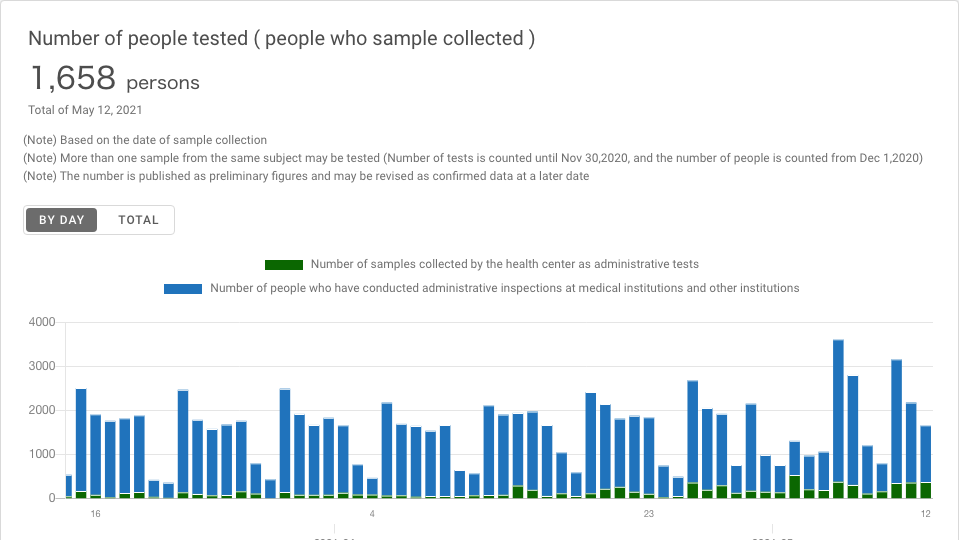 Number of people tested ( people who sample collected )
1,658 persons
Total of May 12, 2021
(Note) Based on the date of sample collection
(Note) More than one sample from the same subject may be tested (Number of tests is counted until Nov 30,2020, and the number of people is counted from Dec 1,2020)
(Note) The number is published as preliminary figures and may be revised as confirmed data at a later date
BY DAY TOTAL
Number of samples collected by the health center as administrative tests
Number of people who have conducted administrative inspections at medical institutions and other institutions
4000
3000
2000
1000
0
16 4 23 12